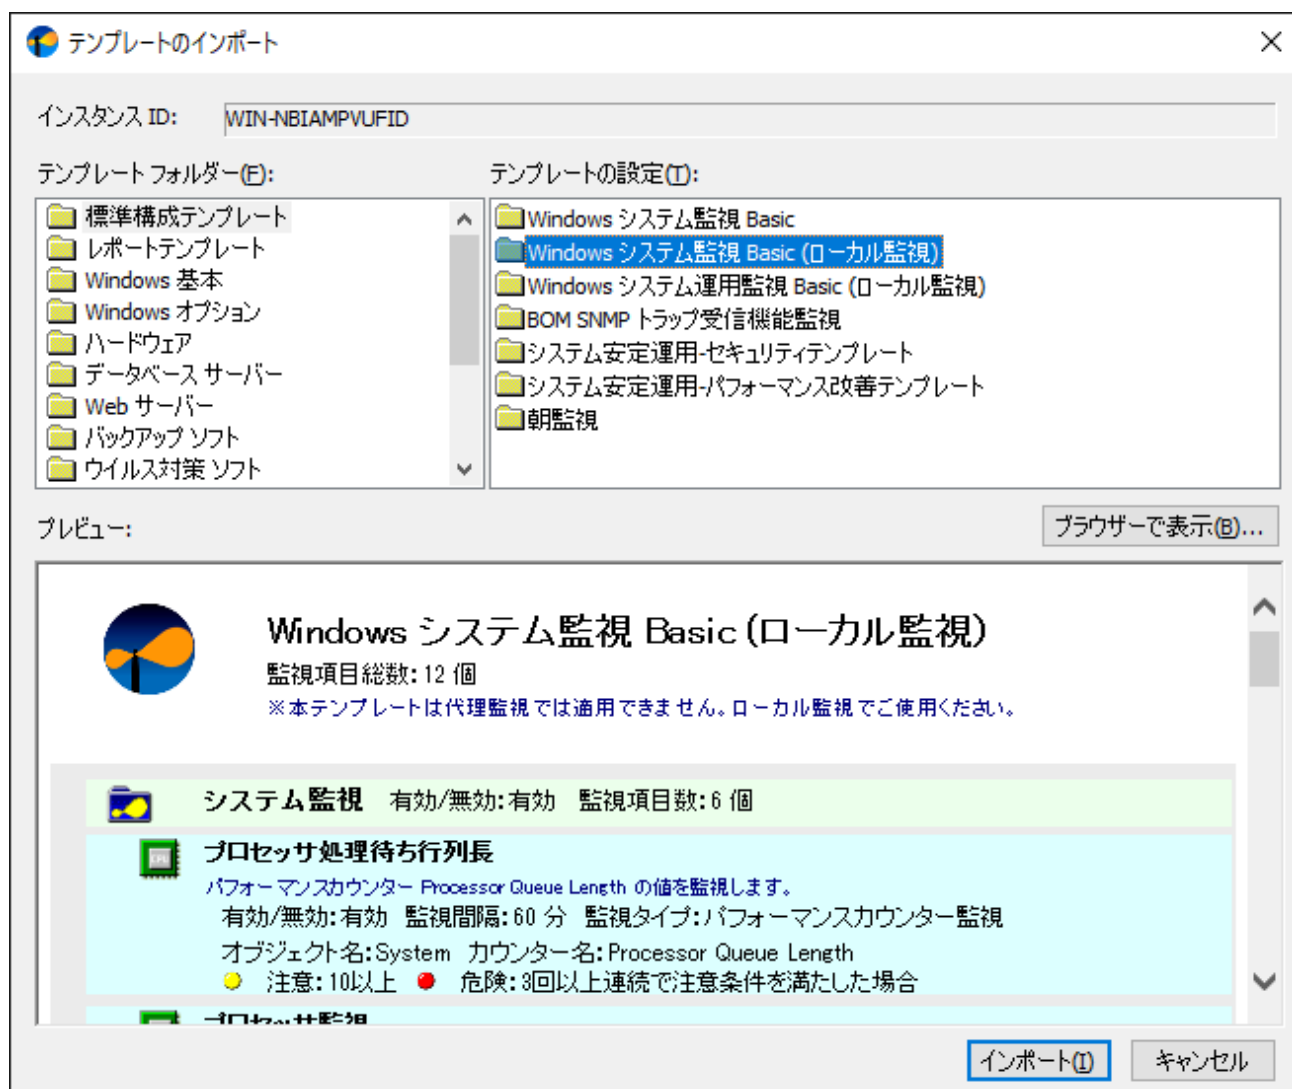 テンプレートのインポート
インスタンス ID: WIN-NBIAMPVUFID
テンプレート フォルダー(F):
標準構成テンプレート
レポートテンプレート
Windows 基本
Windows オプション
ハードウェア
データベース サーバー
Web サーバー
バックアップ ソフト
ウイルス対策 ソフト
テンプレートの設定(T):
Windows システム監視 Basic
Windows システム監視 Basic (ローカル監視)
Windows システム運用監視 Basic (ローカル監視)
BOM SNMP トラップ受信機能監視
システム安定運用-セキュリティテンプレート
システム安定運用-パフォーマンス改善テンプレート
朝監視
プレビュー:
ブラウザーで表示(B)...
Windows システム監視 Basic (ローカル監視)
監視項目総数: 12 個
※本テンプレートは代理監視では適用できません。ローカル監視でご使用ください。
システム監視 有効/無効:有効 監視項目数:6 個
プロセッサ処理待ち行列長
パフォーマンスカウンター Processor Queue Length の値を監視します。
有効/無効:有効 監視間隔:60 分 監視タイプ:パフォーマンスカウンター監視
オブジェクト名:System カウンター名:Processor Queue Length
注意: 10以上 危険:3回以上連続で注意条件を満たした場合
プロセッサ監視
インポート(I)
キャンセル